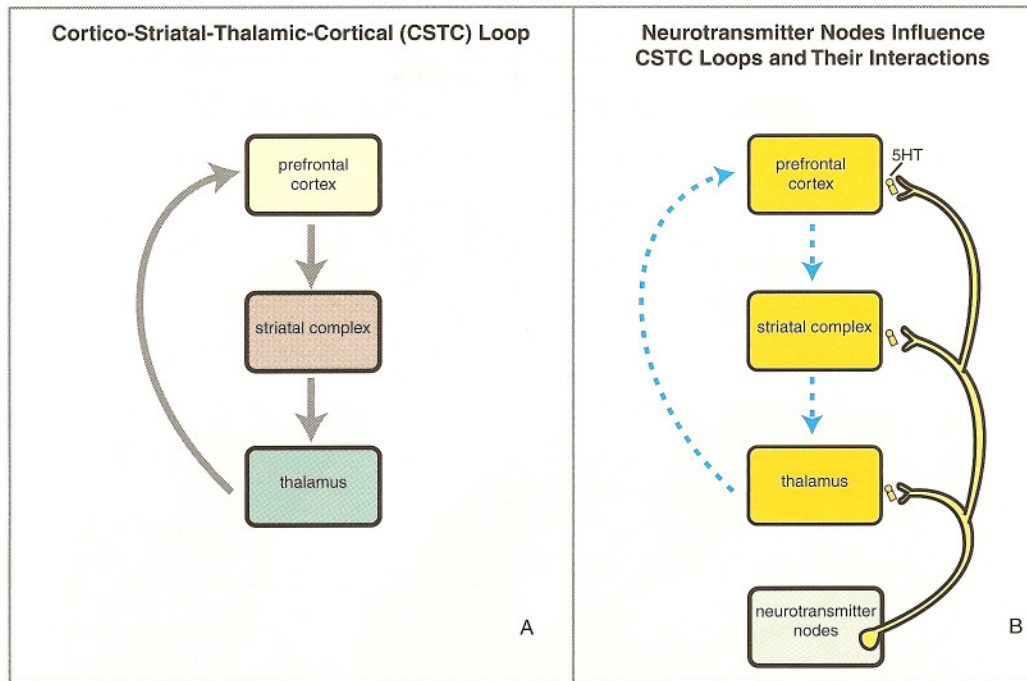 Cortico-Striatal-Thalamic-Cortical (CSTC) Loop
prefrontal
cortex
striatal complex
thalamus
A
Neurotransmitter Nodes Influence
CSTC Loops and Their Interactions
5HT
prefrontal
cortex
striatal complex
thalamus
neurotransmitter
nodes
B